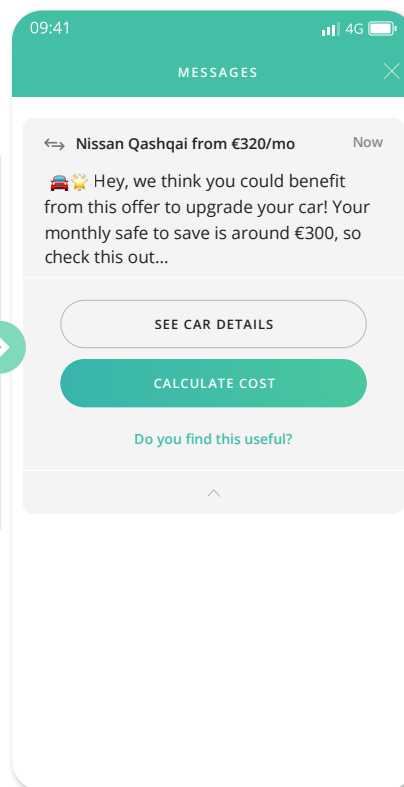 09:41 4G
MESSAGES
Nissan Qashqai from €320/mo Now
🚘🌟 Hey, we think you could benefit
from this offer to upgrade your car! Your
monthly safe to save is around €300, so
check this out...
SEE CAR DETAILS
CALCULATE COST
Do you find this useful?